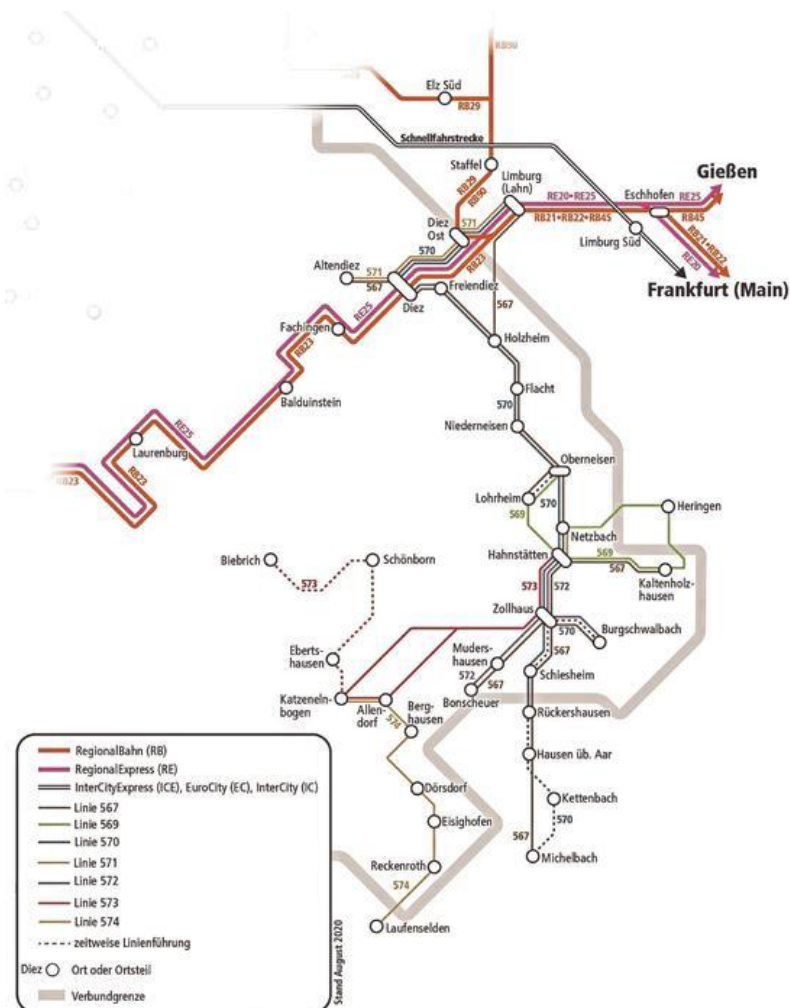 RB90
Elz Süd
RB29
Schnellfahrstrecke
Staffel
RB29
RB90
Limburg
(Lahn)
Gießen
RE20•RE25
Eschhofen
RE25
RB21•RB22•RB45
RB45
RB21•RB22
RE20
Limburg Süd
Frankfurt (Main)
Diez
Ost
571
570
RB23
Altendiez
571
567
Diez
Freiendiez
567
RE25
Fachingen
RB23
Holzheim
Balduinstein
Flacht
570
Niederneisen
RE25
Laurenburg
RB23
RB23
Oberneisen
Lohrheim
570
569
Heringen
Netzbach
Hahnstätten
569
567
Kaltenholz-
hausen
Biebrich
Schönborn
573
573
572
Zollhaus
570
Burgschwalbach
567
Eberts-
hausen
Muders-
hausen
572
567
Schiesheim
Katzeneln-
bogen
Allen-
dorf
574
Berg-
hausen
Bonscheuer
Rückershausen
Hausen üb. Aar
Dörsdorf
Kettenbach
570
Eisighofen
567
Michelbach
Reckenroth
574
Laufenselden
RegionalBahn (RB)
RegionalExpress (RE)
InterCityExpress (ICE), EuroCity (EC), InterCity (IC)
Linie 567
Linie 569
Linie 570
Linie 571
Linie 572
Linie 573
Linie 574
zeitweise Linienführung
Diez Ort oder Ortsteil
Verbundgrenze
Stand August 2020